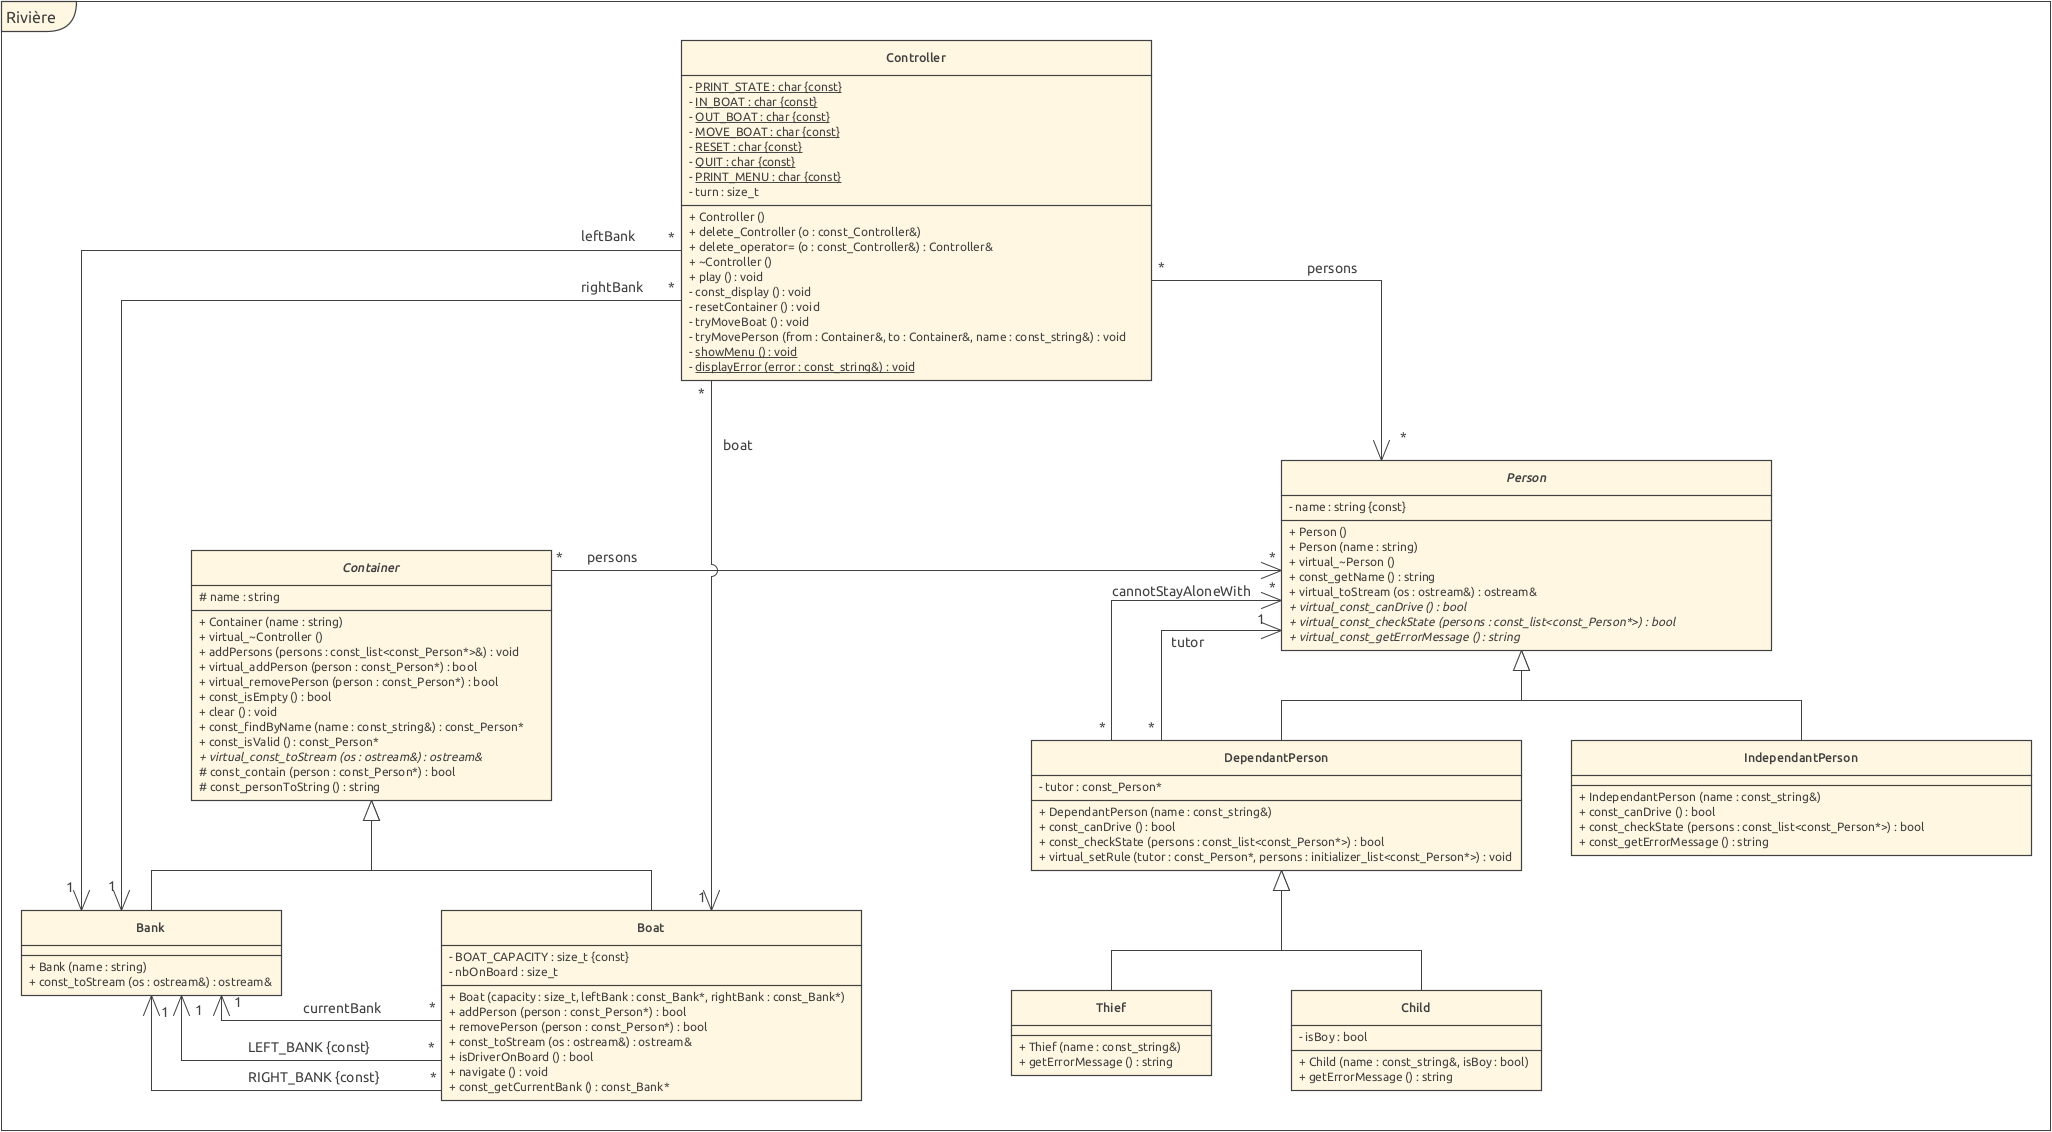 Rivière
Controller
- PRINT_STATE : char {const}
- IN_BOAT : char {const}
- OUT_BOAT : char {const}
- MOVE_BOAT : char {const}
- RESET : char {const}
- QUIT : char {const}
- PRINT_MENU : char {const}
- turn : size_t
+ Controller ()
+ delete_Controller (o : const_Controller&)
+ delete_operator= (o : const_Controller&) : Controller&
+ ~Controller ()
+ play () : void
- const_display () : void
- resetContainer () : void
- tryMoveBoat () : void
- tryMovePerson (from : Container&, to : Container&, name : const_string&) : void
- showMenu () : void
- displayError (error : const_string&) : void
leftBank *
rightBank *
* persons
*
* 
boat
Person
- name : string {const}
+ Person ()
+ Person (name : string)
+ virtual_~Person ()
+ const_getName () : string
+ virtual_toStream (os : ostream&) : ostream&
+ virtual_const_canDrive () : bool
+ virtual_const_checkState (persons : const_list<const_Person*>) : bool
+ virtual_const_getErrorMessage () : string
* persons *
cannotStayAloneWith *
1
tutor
* *
Container
# name : string
+ Container (name : string)
+ virtual_~Controller ()
+ addPersons (persons : const_list<const_Person*>&) : void
+ virtual_addPerson (person : const_Person*) : bool
+ virtual_removePerson (person : const_Person*) : bool
+ const_isEmpty () : bool
+ clear () : void
+ const_findByName (name : const_string&) : const_Person*
+ const_isValid () : const_Person*
+ virtual_const_toStream (os : ostream&) : ostream&
# const_contain (person : const_Person*) : bool
# const_personToString () : string
DependantPerson
- tutor : const_Person*
+ DependantPerson (name : const_string&)
+ const_canDrive () : bool
+ const_checkState (persons : const_list<const_Person*>) : bool
+ virtual_setRule (tutor : const_Person*, persons : initializer_list<const_Person*>) : void
IndependantPerson
+ IndependantPerson (name : const_string&)
+ const_canDrive () : bool
+ const_checkState (persons : const_list<const_Person*>) : bool
+ const_getErrorMessage () : string
1 1 1
Bank
+ Bank (name : string)
+ const_toStream (os : ostream&) : ostream&
Boat
- BOAT_CAPACITY : size_t {const}
- nbOnBoard : size_t
+ Boat (capacity : size_t, leftBank : const_Bank*, rightBank : const_Bank*)
+ addPerson (person : const_Person*) : bool
+ removePerson (person : const_Person*) : bool
+ const_toStream (os : ostream&) : ostream&
+ isDriverOnBoard () : bool
+ navigate () : void
+ const_getCurrentBank () : const_Bank*
1 1 1
currentBank *
LEFT_BANK {const} *
RIGHT_BANK {const} *
Thief
+ Thief (name : const_string&)
+ getErrorMessage () : string
Child
- isBoy : bool
+ Child (name : const_string&, isBoy : bool)
+ getErrorMessage () : string